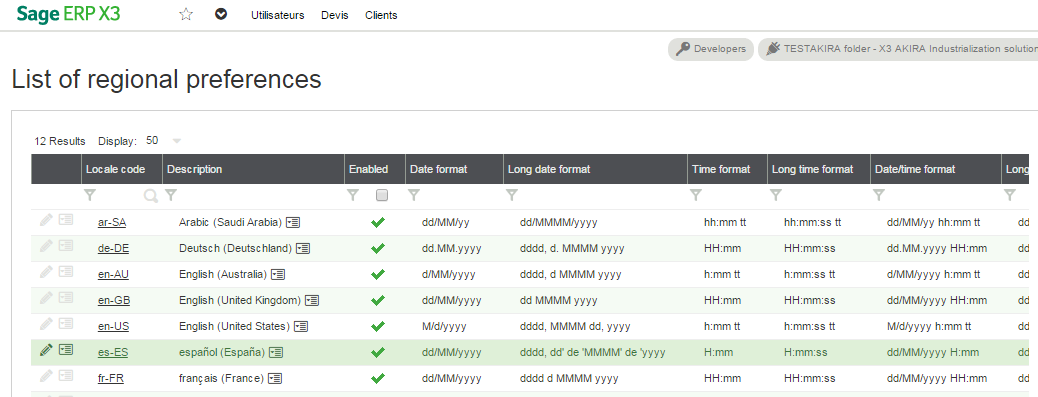 Sage ERP X3 Utilisateurs Devis Clients
Developers TESTAKIRA folder - X3 AKIRA Industrialization solution
List of regional preferences
12 Results Display: 50
Locale code Description Enabled Date format Long date format Time format Long time format Date/time format Long
ar-SA Arabic (Saudi Arabia) dd/MM/yy dd/MMMM/yyyy hh:mm tt hh:mm:ss tt dd/MM/yy hh:mm tt dd
de-DE Deutsch (Deutschland) dd.MM.yyyy dddd, d. MMMM yyyy HH:mm HH:mm:ss dd.MM.yyyy HH:mm dd
en-AU English (Australia) d/MM/yyyy dddd, d MMMM yyyy h:mm tt h:mm:ss tt d/MM/yyyy h:mm tt dd
en-GB English (United Kingdom) dd/MM/yyyy dd MMMM yyyy HH:mm HH:mm:ss dd/MM/yyyy HH:mm dd
en-US English (United States) M/d/yyyy dddd, MMMM dd, yyyy h:mm tt h:mm:ss tt M/d/yyyy h:mm tt dd
es-ES español (España) dd/MM/yyyy dddd, dd' de 'MMMM' de 'yyyy H:mm H:mm:ss dd/MM/yyyy H:mm dd
fr-FR français (France) dd/MM/yyyy dddd d MMMM yyyy HH:mm HH:mm:ss dd/MM/yyyy HH:mm dd